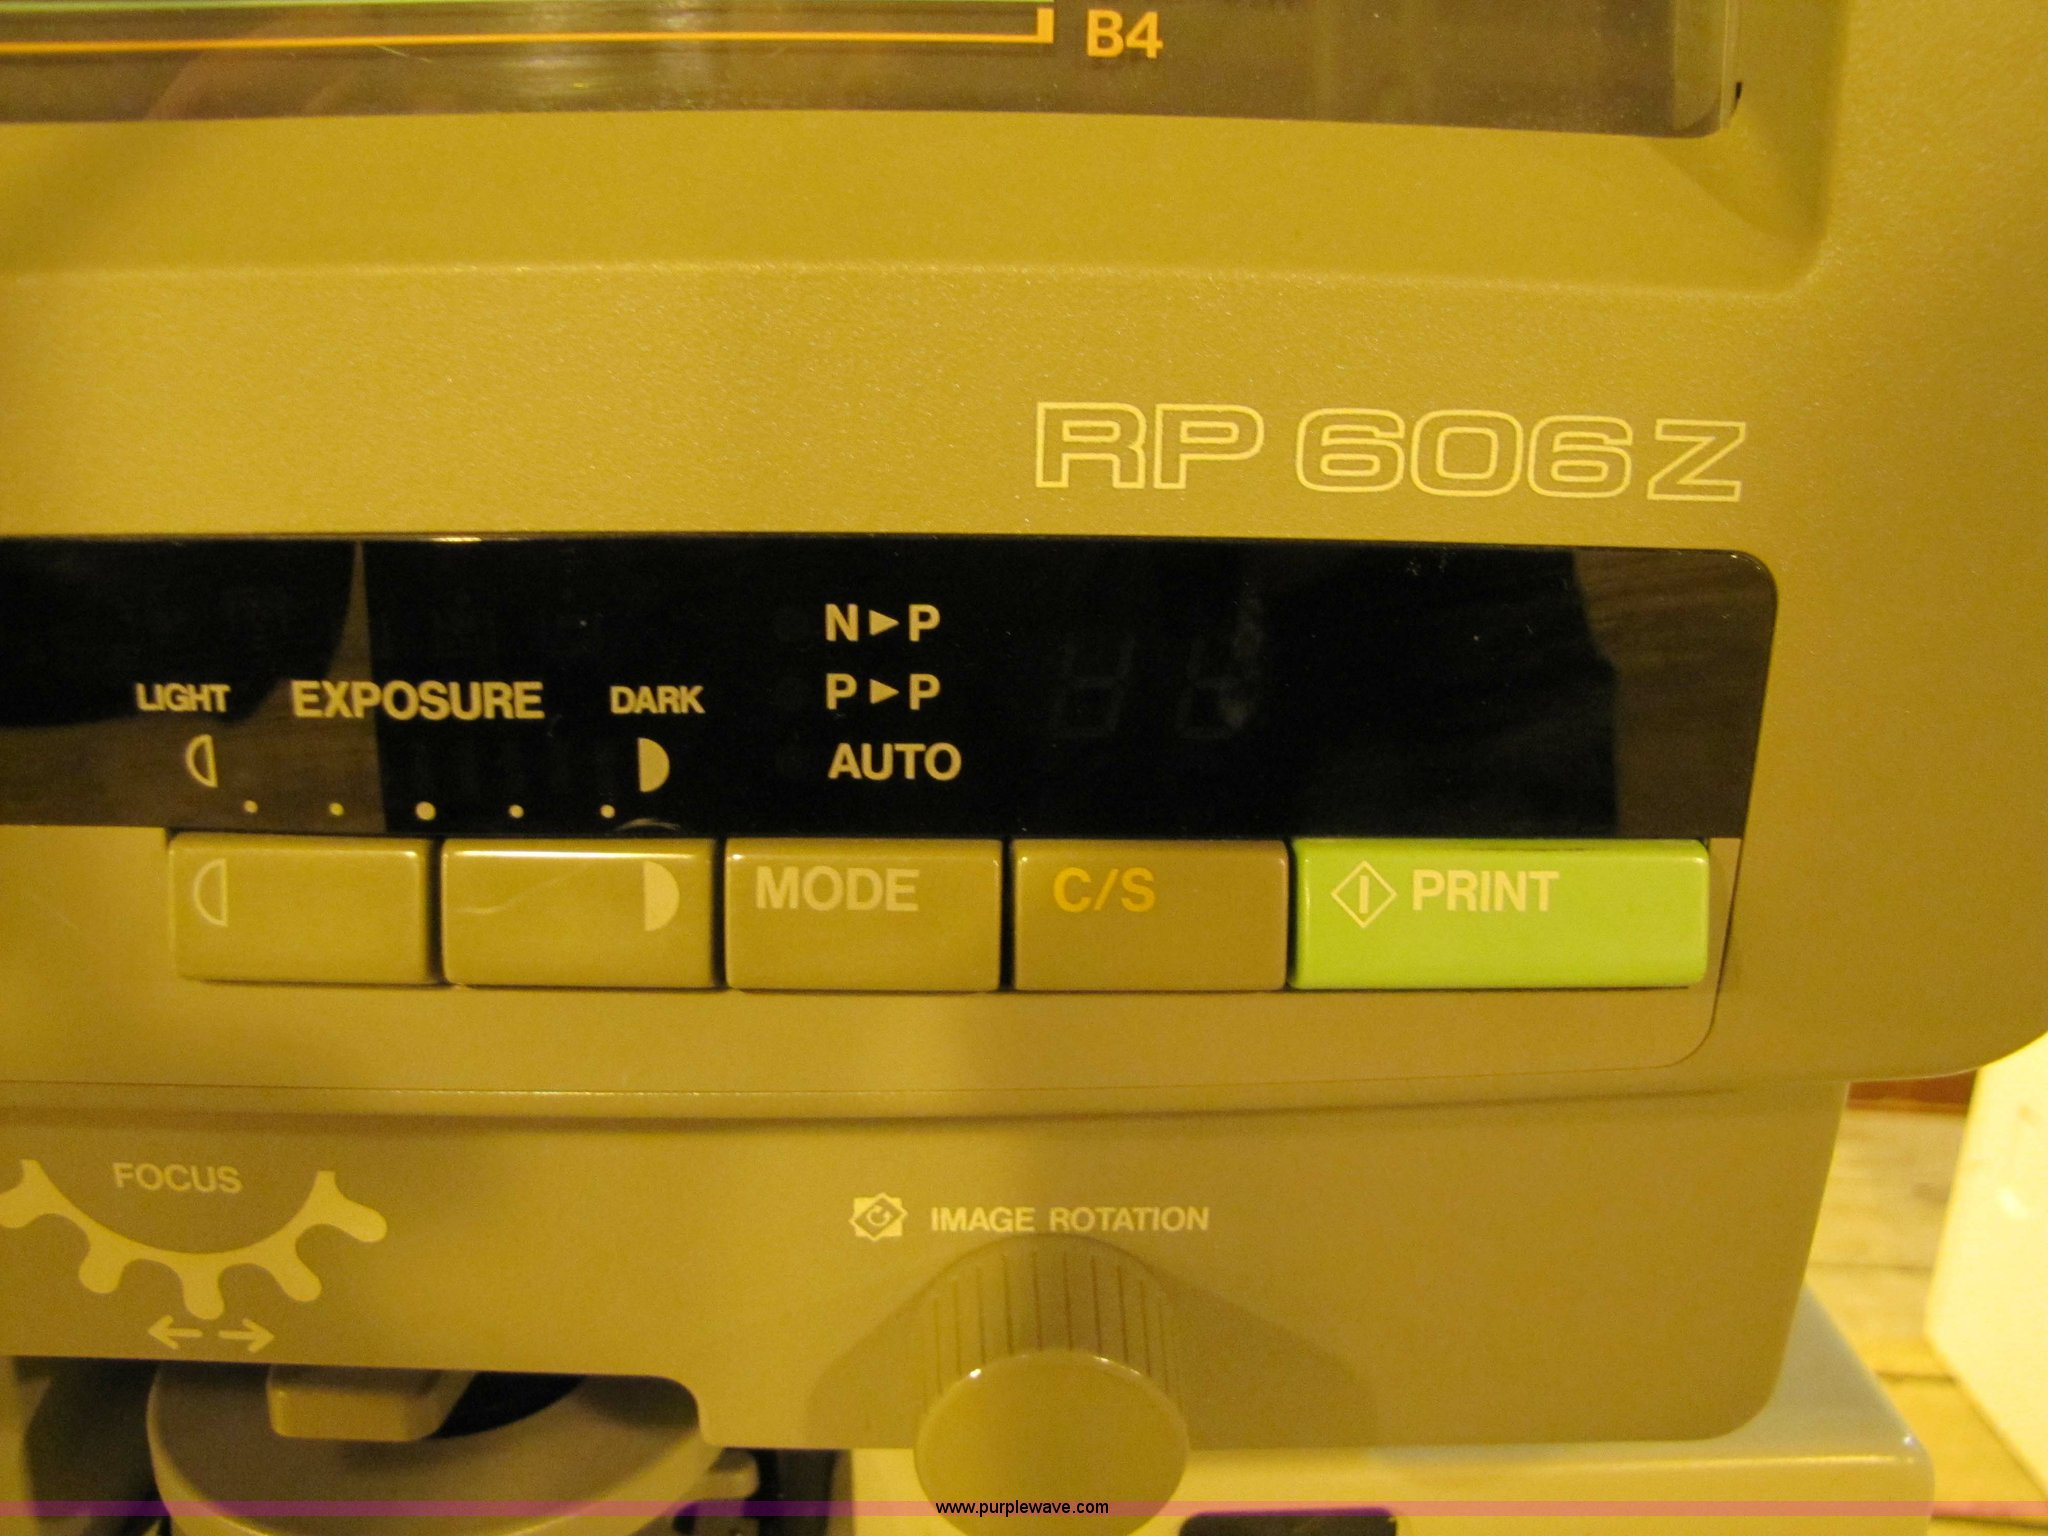 B4
RP 606Z
N▶P
P▶P
AUTO
LIGHT EXPOSURE DARK
MODE
C/S
PRINT
FOCUS
IMAGE ROTATION
www.purplewave.com